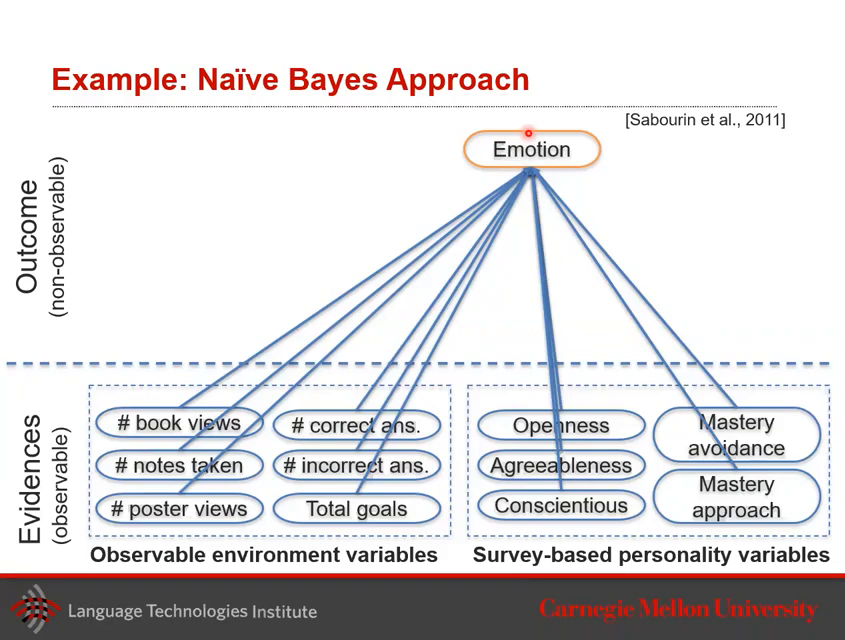 Example: Naïve Bayes Approach
[Sabourin et al., 2011]
Emotion
Outcome
(non-observable)
Evidences
(observable)
# book views
# notes taken
# poster views
# correct ans.
# incorrect ans.
Total goals
Openness
Agreeableness
Conscientious
Mastery
avoidance
Mastery
approach
Observable environment variables
Survey-based personality variables
Language Technologies Institute
Carnegie Mellon University